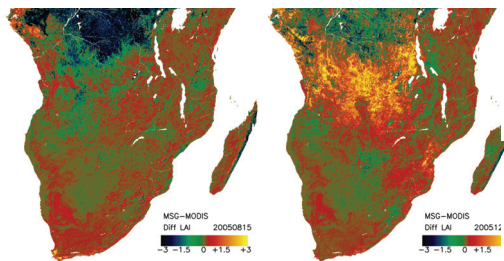 MSG-MODIS
Diff LAI 20050815
-3 -1.5 0 +1.5 +3
MSG-MODIS
Diff LAI 200512
-3 -1.5 0 +1.5